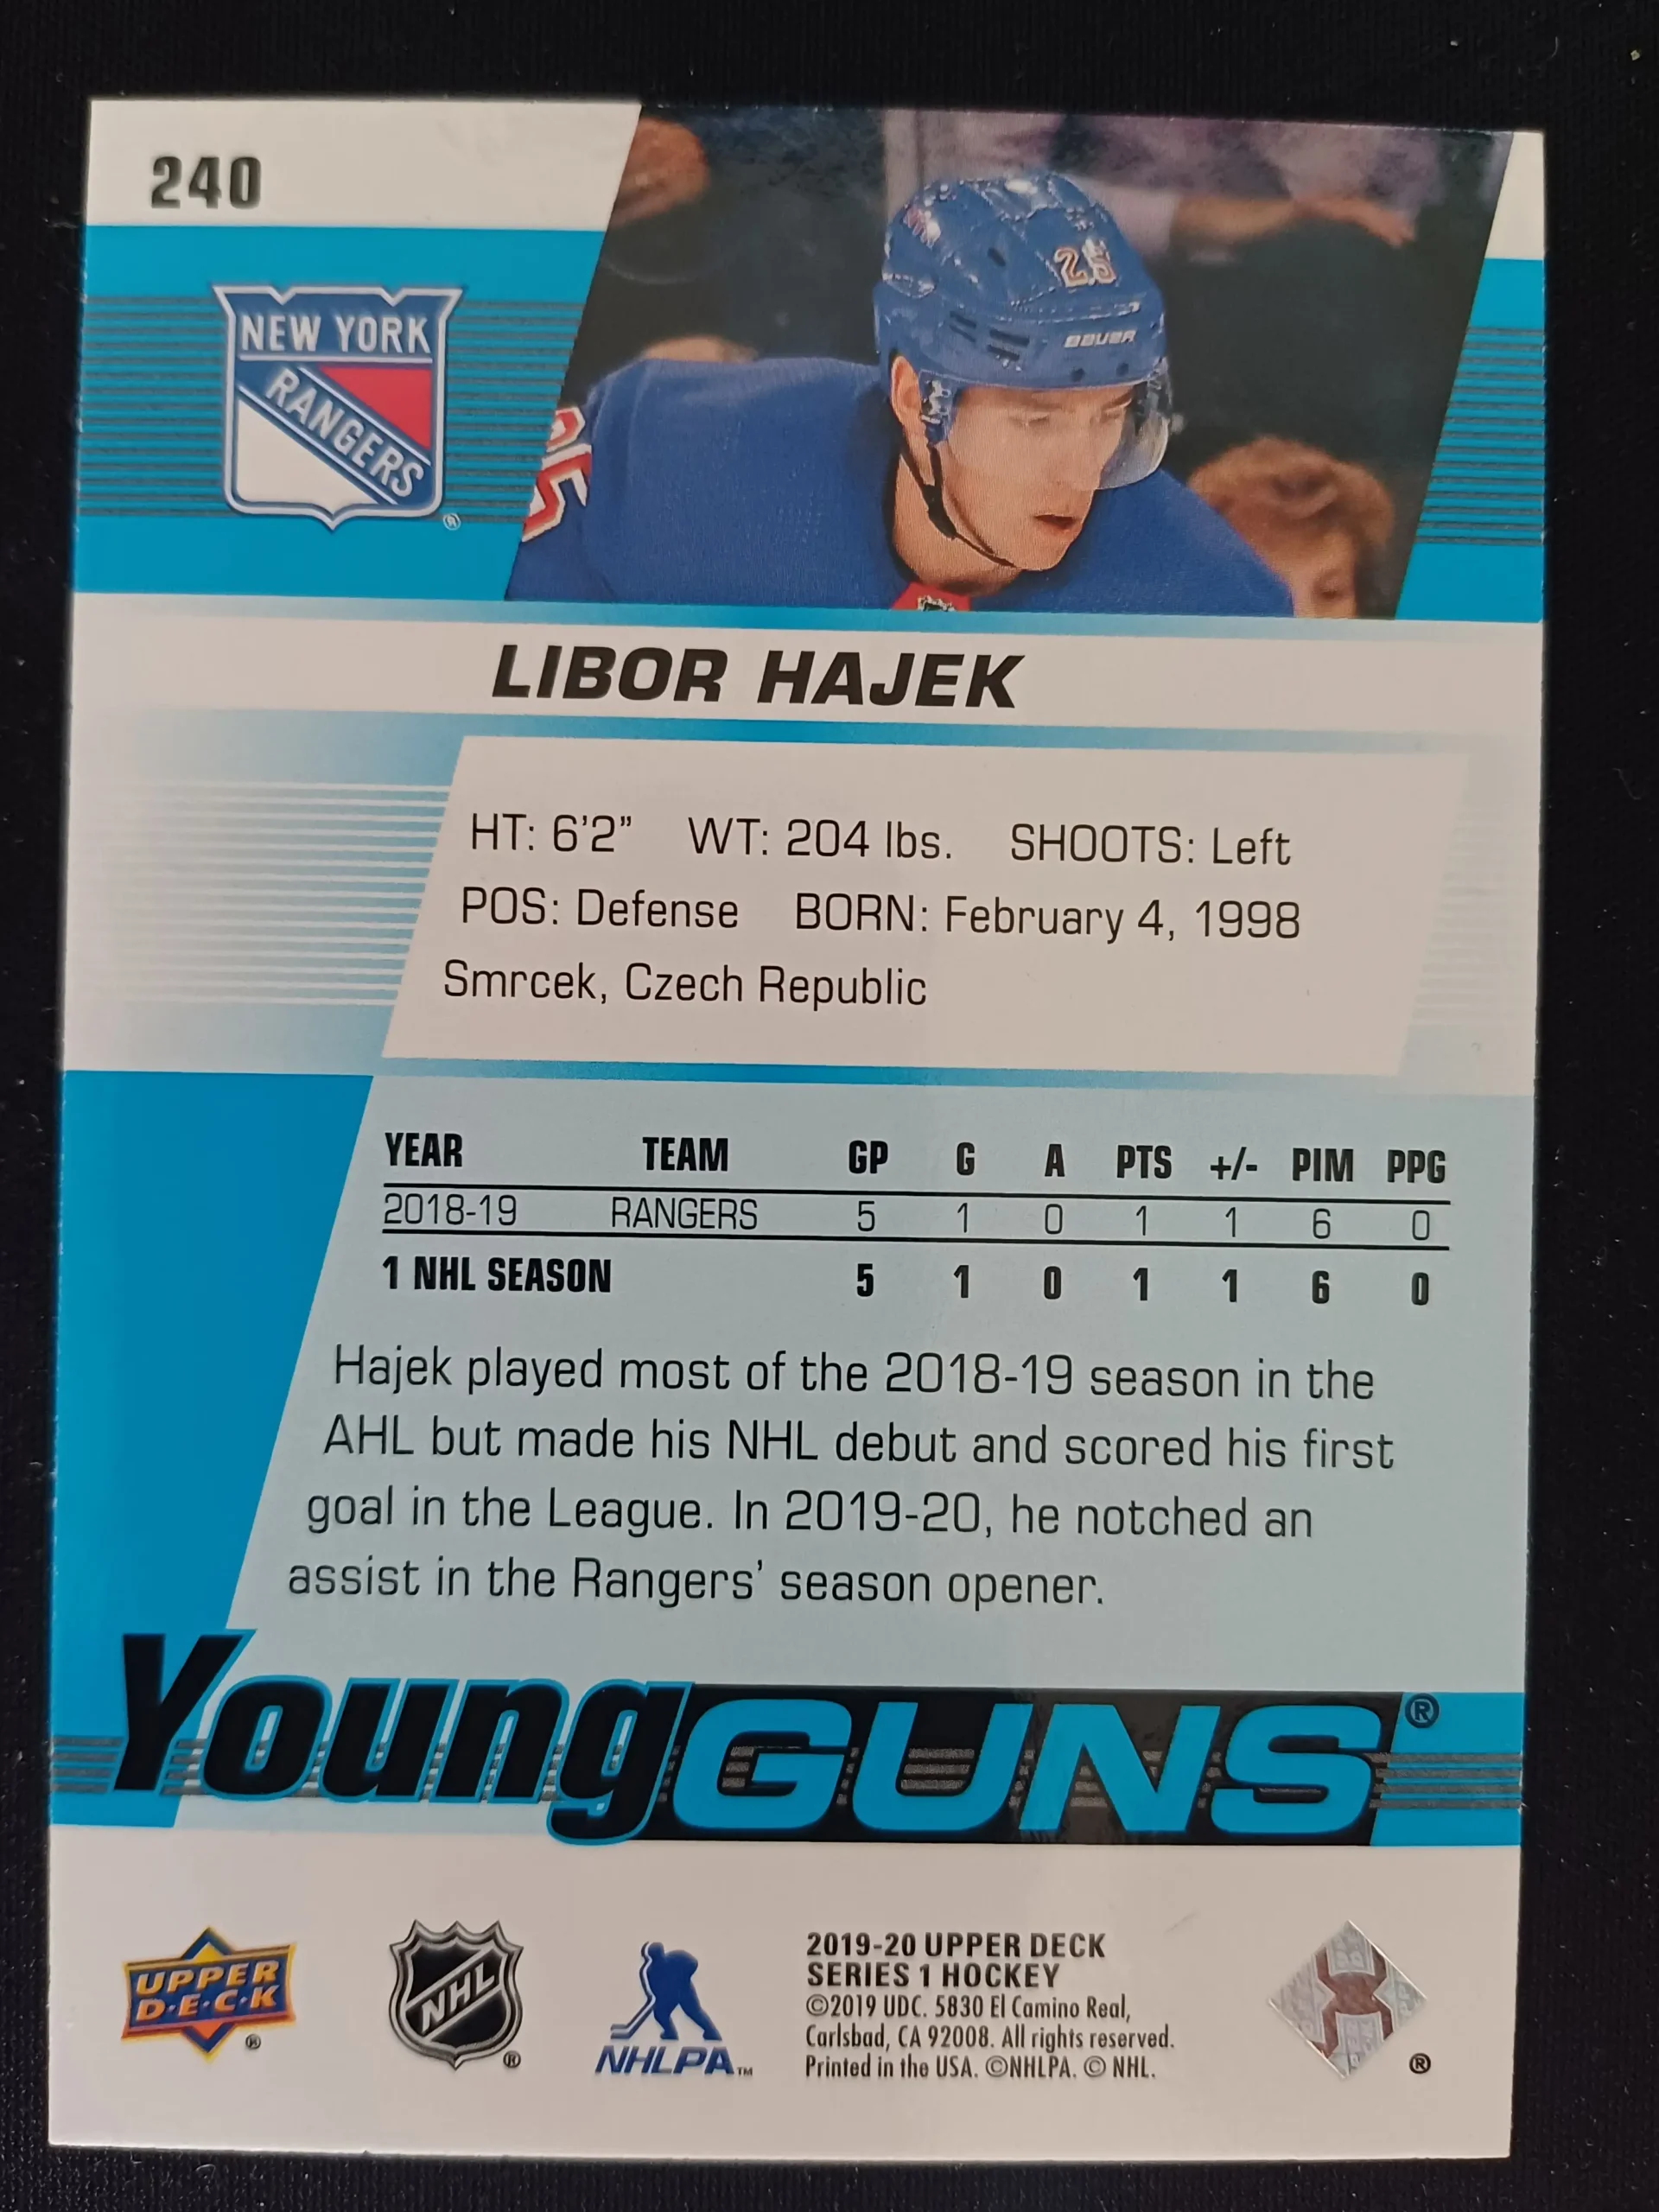 240
NEW YORK
RANGERS
®
25
BAUER
25
LIBOR HAJEK
HT: 6'2" WT: 204 lbs. SHOOTS: Left
POS: Defense BORN: February 4, 1998
Smrcek, Czech Republic
YEAR TEAM GP G A PTS +/- PIM PPG
2018-19 RANGERS 5 1 0 1 1 6 0
1 NHL SEASON 5 1 0 1 1 6 0
Hajek played most of the 2018-19 season in the
AHL but made his NHL debut and scored his first
goal in the League. In 2019-20, he notched an
assist in the Rangers' season opener.
Young GUNS®
UPPER
D·E·C·K
®
NHL
®
NHLPA™
2019-20 UPPER DECK
SERIES 1 HOCKEY
©2019 UDC. 5830 El Camino Real,
Carlsbad, CA 92008. All rights reserved.
Printed in the USA. ©NHLPA. © NHL.
®